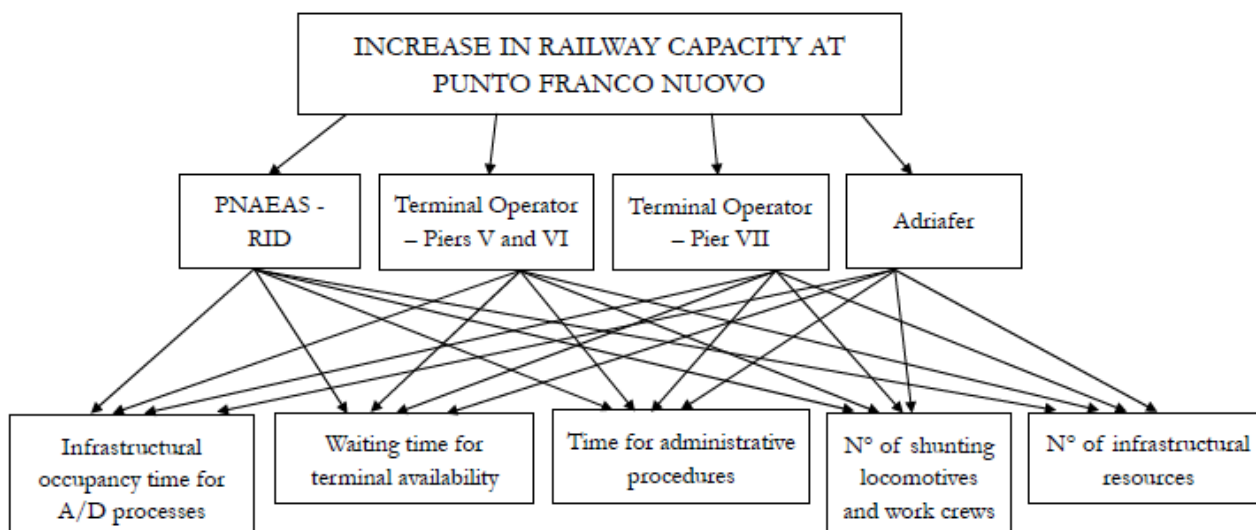 INCREASE IN RAILWAY CAPACITY AT
PUNTO FRANCO NUOVO
PNAEAS -
RID
Terminal Operator
– Piers V and VI
Terminal Operator
– Pier VII
Adriafer
Infrastructural
occupancy time for
A/D processes
Waiting time for
terminal availability
Time for administrative
procedures
N° of shunting
locomotives
and work crews
N° of infrastructural
resources